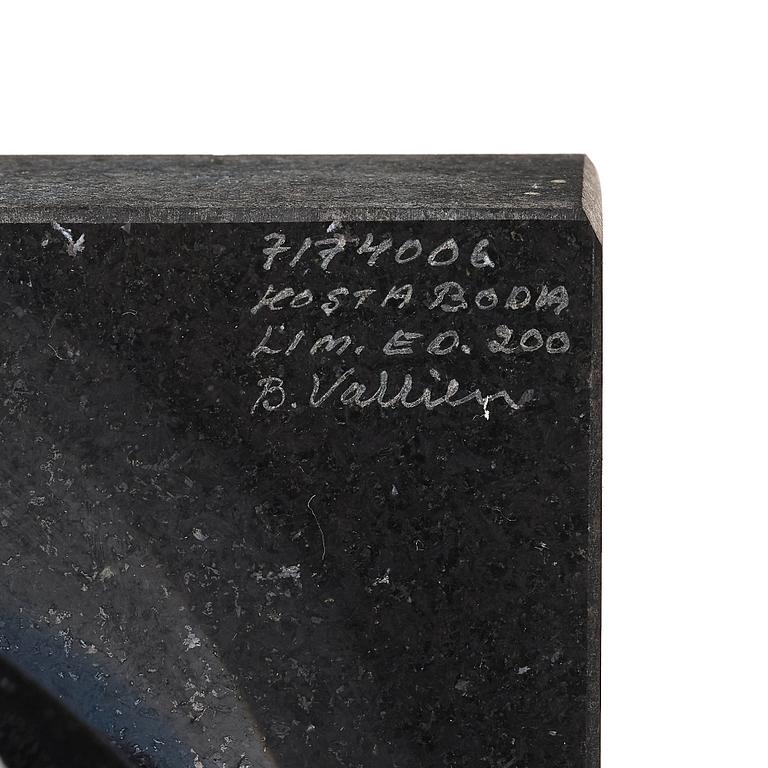 7174006
KOSTA BODA
LIM. ED. 200
B. Vallien